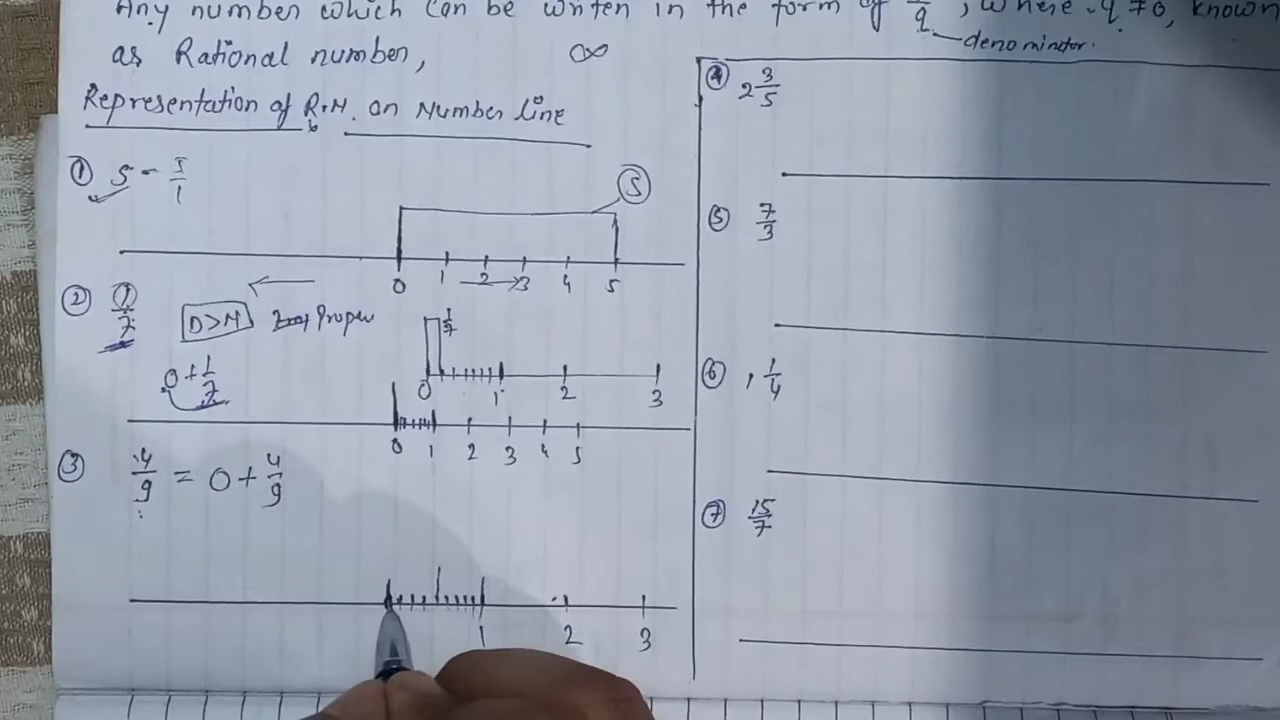 Any number which can be writen in the form of /q, where q ≠ 0, known
denominator.
as Rational number, ∞
Representation of R.N. on Number line
① 5 - 5/1
5
0 1 2 3 4 5
② 1/7 D>N Proper
1/7
0 + 1/7
0 1 2 3
0 1 2 3 4 5
③ 4/9 = 0 + 4/9
1 2 3
④ 2 3/5
⑤ 7/3
⑥ 1/4
⑦ 15/7